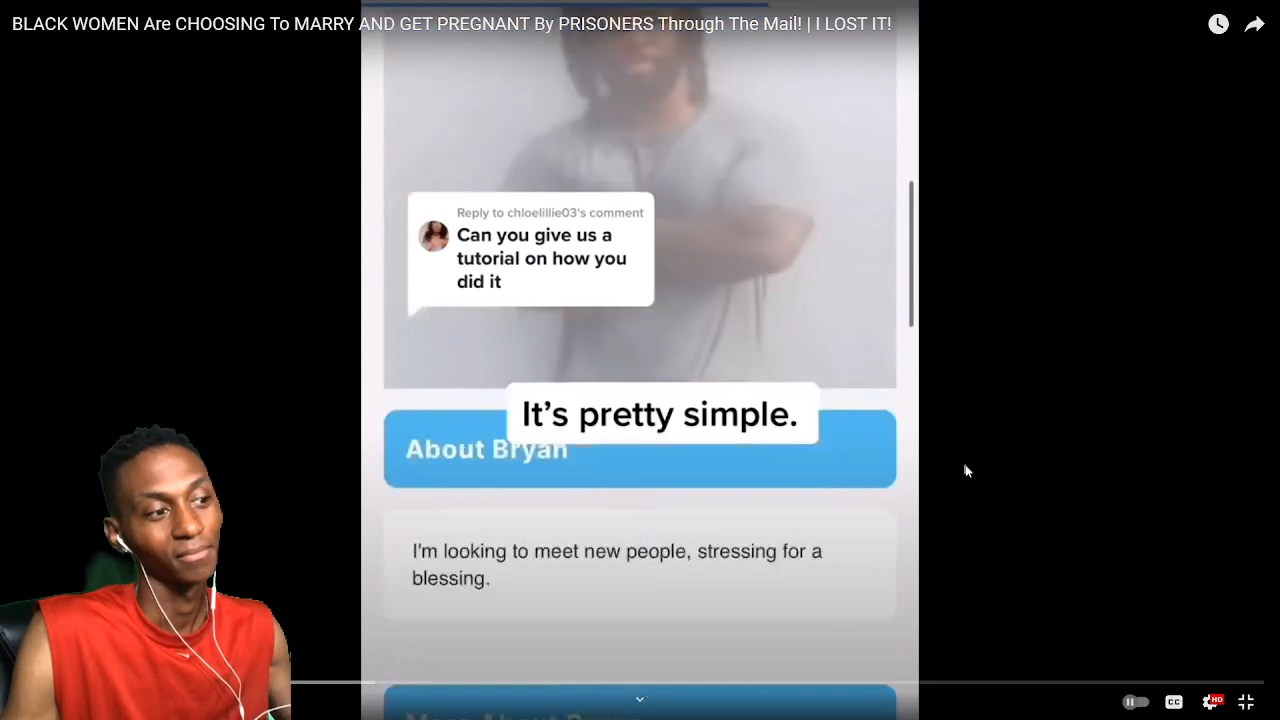 BLACK WOMEN Are CHOOSING To MARRY AND GET PREGNANT By PRISONERS Through The Mail! | I LOST IT!
Reply to chloelillie03's comment
Can you give us a
tutorial on how you
did it
It's pretty simple.
About Bryan
I'm looking to meet new people, stressing for a
blessing.
CC
HD